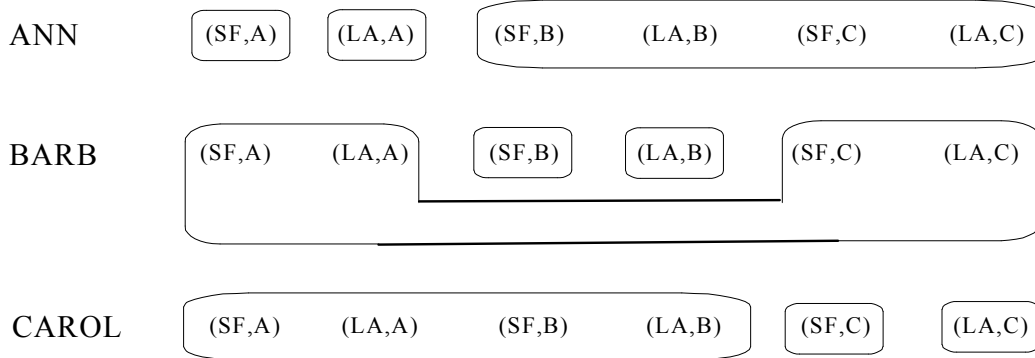 ANN (SF,A) (LA,A) (SF,B) (LA,B) (SF,C) (LA,C)
BARB (SF,A) (LA,A) (SF,B) (LA,B) (SF,C) (LA,C)
CAROL (SF,A) (LA,A) (SF,B) (LA,B) (SF,C) (LA,C)